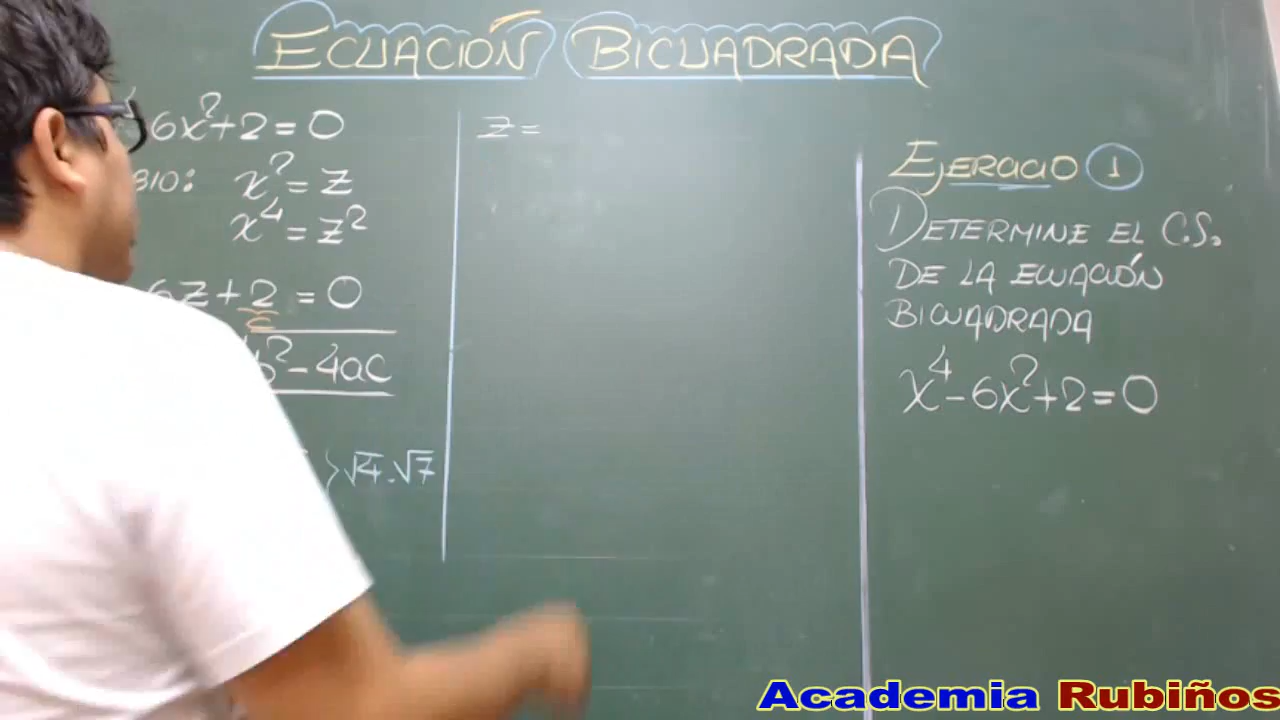 ECUACIÓN BICUADRADA
6x²+2=0
BIO: x²=z
x⁴=z²
6z+2=0
c
b²-4ac
√4.√7
z=
EJERCICIO 1
DETERMINE EL C.S.
DE LA ECUACIÓN
BICUADRADA
x⁴-6x²+2=0
Academia Rubiños